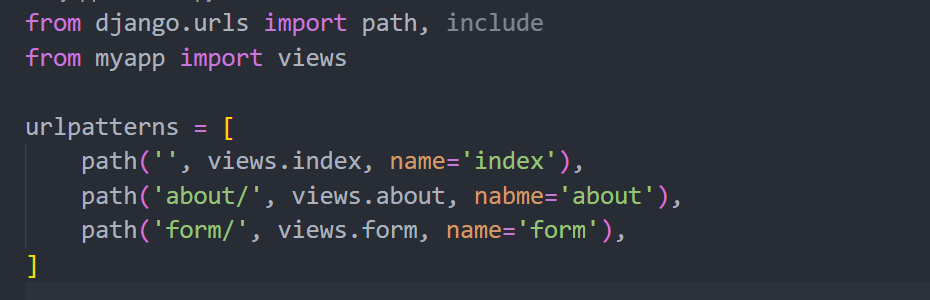 from django.urls import path, include
from myapp import views
urlpatterns = [
    path('', views.index, name='index'),
    path('about/', views.about, nabme='about'),
    path('form/', views.form, name='form'),
]